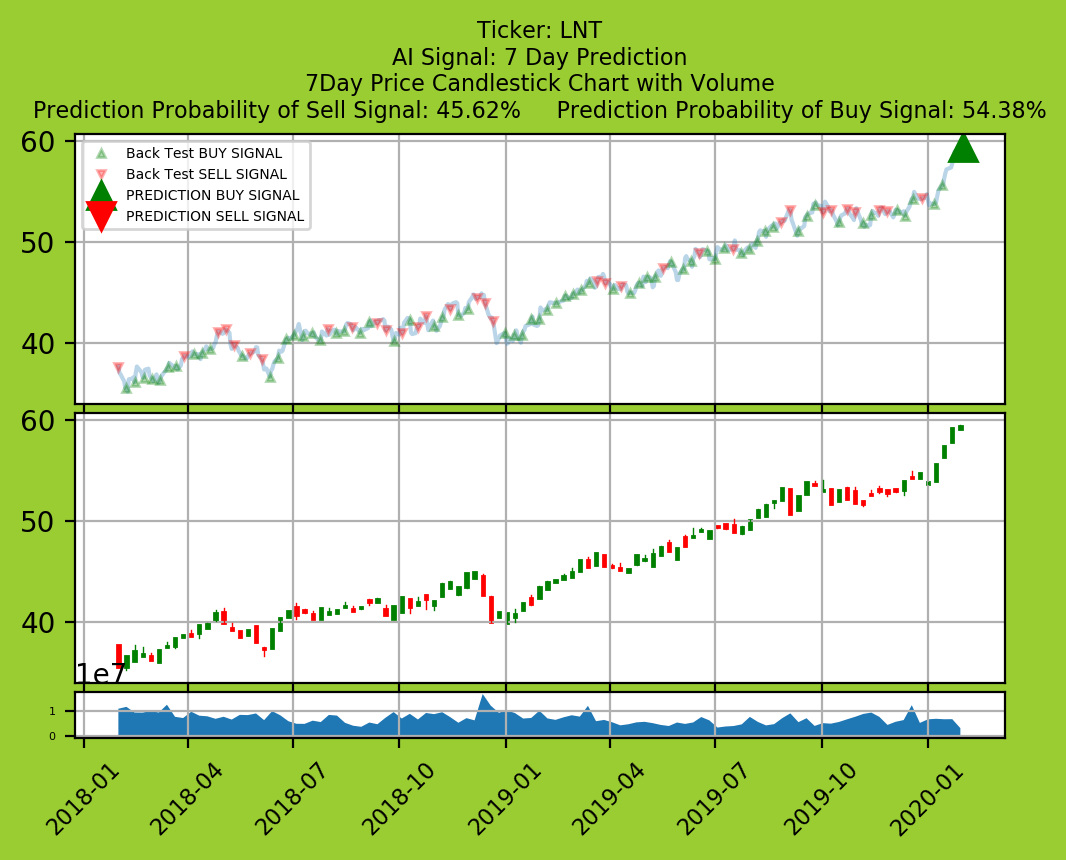 Ticker: LNT
AI Signal: 7 Day Prediction
7Day Price Candlestick Chart with Volume
Prediction Probability of Sell Signal: 45.62%     Prediction Probability of Buy Signal: 54.38%
60
50
40
Back Test BUY SIGNAL
Back Test SELL SIGNAL
PREDICTION BUY SIGNAL
PREDICTION SELL SIGNAL
60
50
40
1e7
1
0
2018-01
2018-04
2018-07
2018-10
2019-01
2019-04
2019-07
2019-10
2020-01